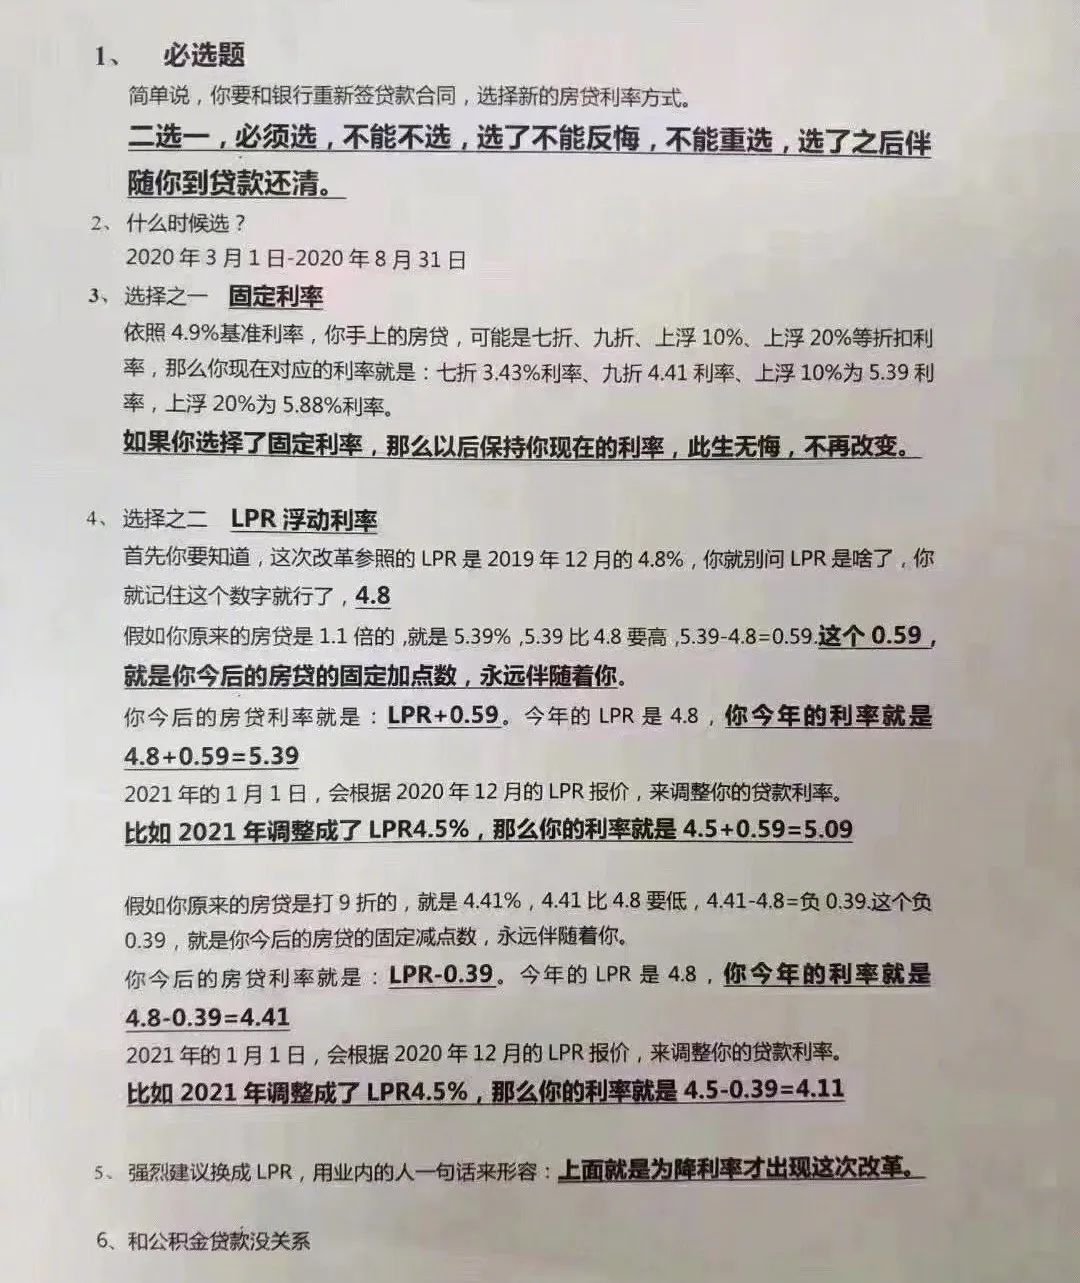 1、 必选题
简单说，你要和银行重新签贷款合同，选择新的房贷利率方式。
二选一，必须选，不能不选，选了不能反悔，不能重选，选了之后伴
随你到贷款还清。
2、 什么时候选？
2020 年 3 月 1 日-2020 年 8 月 31 日
3、 选择之一 固定利率
依照 4.9%基准利率，你手上的房贷，可能是七折、九折、上浮 10%、上浮 20%等折扣利
率，那么你现在对应的利率就是：七折 3.43%利率、九折 4.41 利率、上浮 10%为 5.39 利
率，上浮 20%为 5.88%利率。
如果你选择了固定利率，那么以后保持你现在的利率，此生无悔，不再改变。
4、 选择之二 LPR 浮动利率
首先你要知道，这次改革参照的 LPR 是 2019 年 12 月的 4.8%，你就别问 LPR 是啥了，你
就记住这个数字就行了，4.8
假如你原来的房贷是 1.1 倍的 ,就是 5.39% ,5.39 比 4.8 要高 ,5.39-4.8=0.59.这个 0.59，
就是你今后的房贷的固定加点数，永远伴随着你。
你今后的房贷利率就是：LPR+0.59。今年的 LPR 是 4.8，你今年的利率就是
4.8+0.59=5.39
2021 年的 1 月 1 日，会根据 2020 年 12 月的 LPR 报价，来调整你的贷款利率。
比如 2021 年调整成了 LPR4.5%，那么你的利率就是 4.5+0.59=5.09
假如你原来的房贷是打 9 折的，就是 4.41%，4.41 比 4.8 要低，4.41-4.8=负 0.39.这个负
0.39，就是你今后的房贷的固定减点数，永远伴随着你。
你今后的房贷利率就是：LPR-0.39。今年的 LPR 是 4.8，你今年的利率就是
4.8-0.39=4.41
2021 年的 1 月 1 日，会根据 2020 年 12 月的 LPR 报价，来调整你的贷款利率。
比如 2021 年调整成了 LPR4.5%，那么你的利率就是 4.5-0.39=4.11
5、 强烈建议换成 LPR，用业内的人一句话来形容：上面就是为降利率才出现这次改革。
6、和公积金贷款没关系